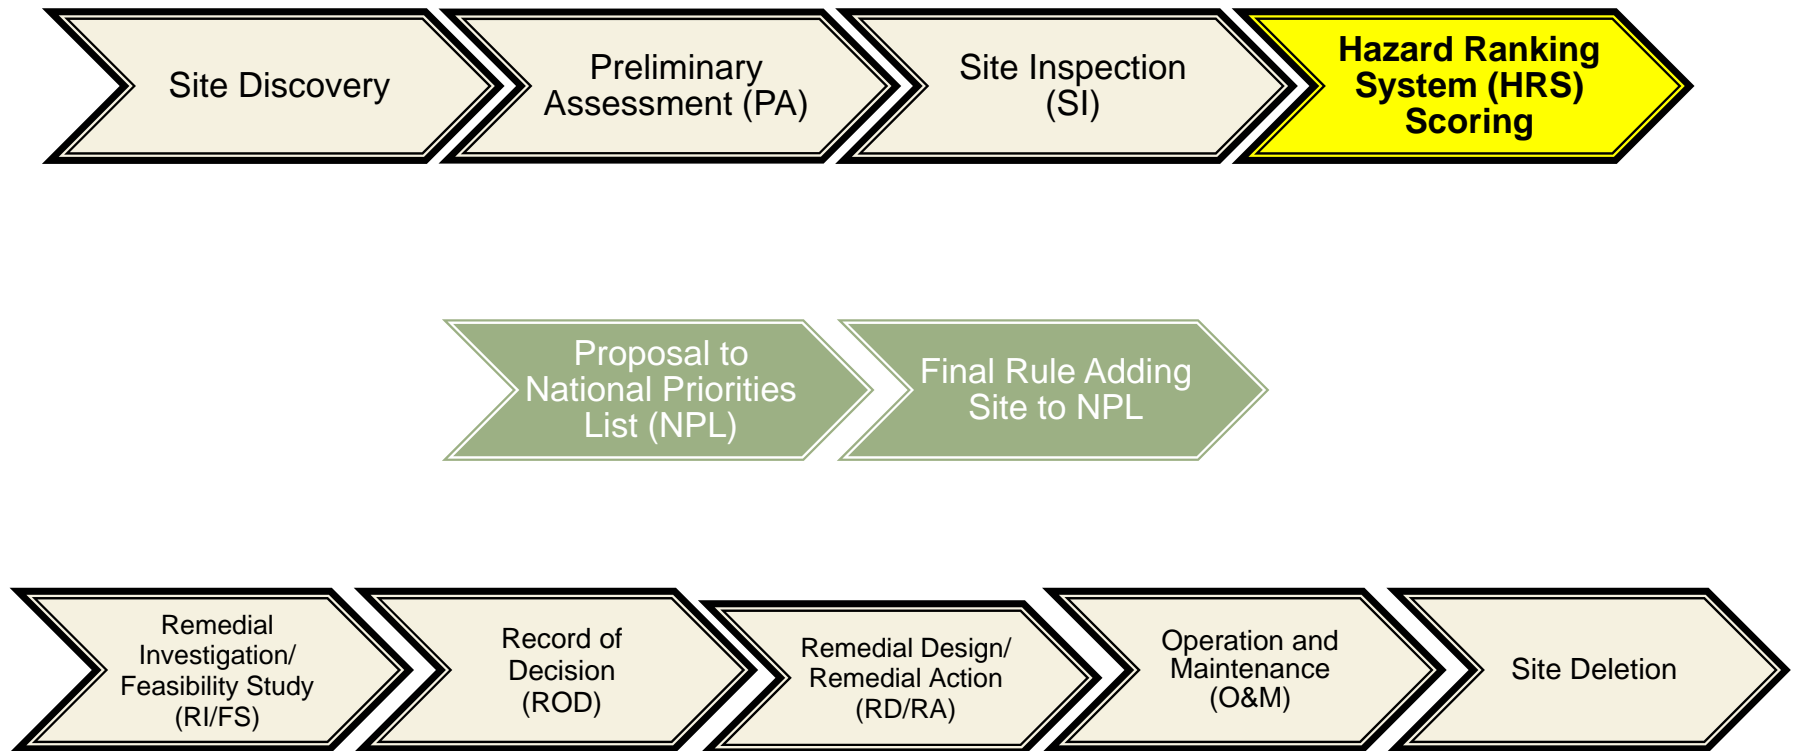 Site Discovery
Preliminary
Assessment (PA)
Site Inspection
(SI)
Hazard Ranking
System (HRS)
Scoring
Proposal to
National Priorities
List (NPL)
Final Rule Adding
Site to NPL
Remedial
Investigation/
Feasibility Study
(RI/FS)
Record of
Decision
(ROD)
Remedial Design/
Remedial Action
(RD/RA)
Operation and
Maintenance
(O&M)
Site Deletion